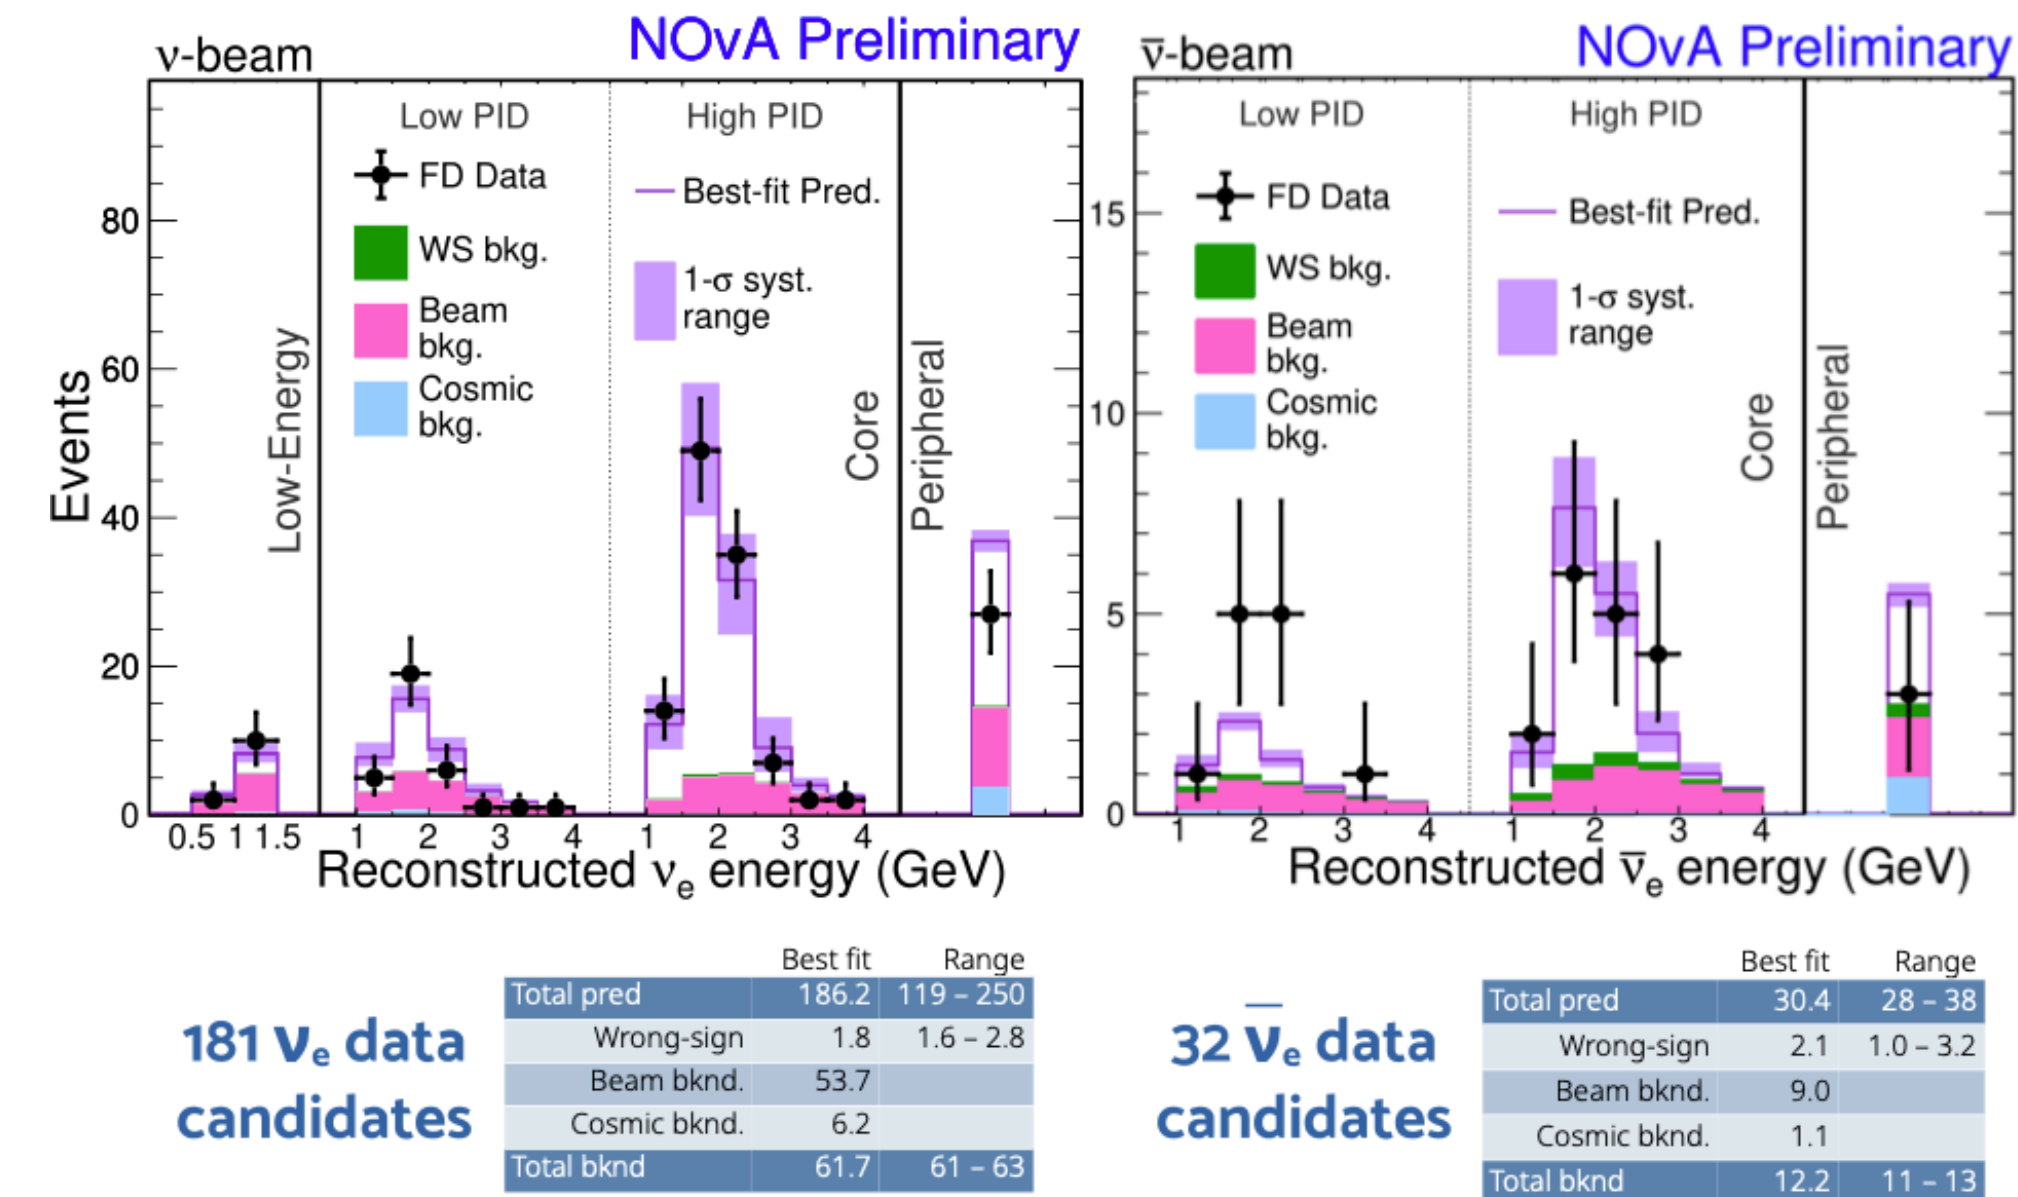 ν-beam
NOνA Preliminary
Low PID
High PID
FD Data
WS bkg.
Beam
bkg.
Cosmic
bkg.
Best-fit Pred.
1-σ syst.
range
Low-Energy
Core
Peripheral
Events
80
60
40
20
0
0.5 1 1.5
1 2 3 4
1 2 3 4
Reconstructed νe energy (GeV)
ν̅-beam
NOνA Preliminary
Low PID
High PID
FD Data
WS bkg.
Beam
bkg.
Cosmic
bkg.
Best-fit Pred.
1-σ syst.
range
Core
Peripheral
15
10
5
0
1 2 3 4
1 2 3 4
Reconstructed ν̅e energy (GeV)
181 νe data
candidates
Best fit Range
Total pred 186.2 119 – 250
Wrong-sign 1.8 1.6 – 2.8
Beam bknd. 53.7
Cosmic bknd. 6.2
Total bknd 61.7 61 – 63
32 ν̅e data
candidates
Best fit Range
Total pred 30.4 28 – 38
Wrong-sign 2.1 1.0 – 3.2
Beam bknd. 9.0
Cosmic bknd. 1.1
Total bknd 12.2 11 – 13